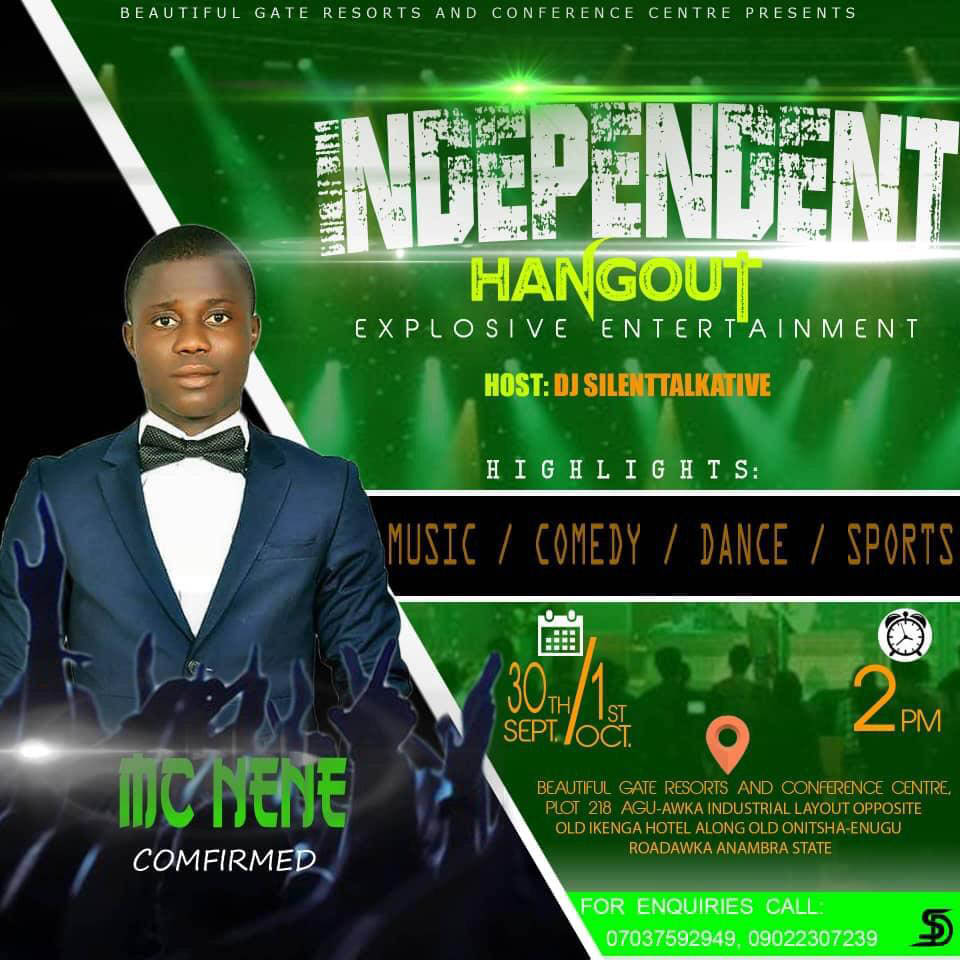 BEAUTIFUL GATE RESORTS AND CONFERENCE CENTRE PRESENTS
INDEPENDENT
HANGOUT
EXPLOSIVE ENTERTAINMENT
HOST: DJ SILENTTALKATIVE
HIGHLIGHTS:
MUSIC / COMEDY / DANCE / SPORTS
30TH SEPT. / 1ST OCT.
2 PM
BEAUTIFUL GATE RESORTS AND CONFERENCE CENTRE,
PLOT 218 AGU-AWKA INDUSTRIAL LAYOUT OPPOSITE
OLD IKENGA HOTEL ALONG OLD ONITSHA-ENUGU
ROADAWKA ANAMBRA STATE
MC NENE
COMFIRMED
FOR ENQUIRIES CALL:
07037592949, 09022307239